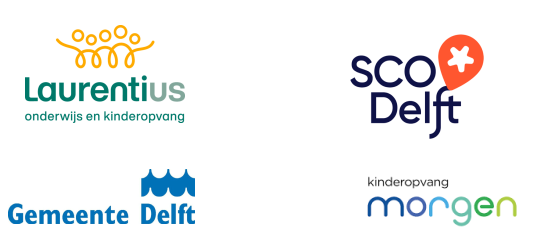 Laurentius
onderwijs en kinderopvang
SCO
Delft
Gemeente Delft
kinderopvang
morgen